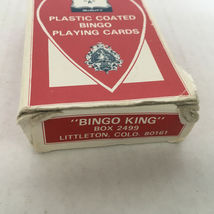 PLASTIC COATED
BINGO
PLAYING CARDS
"BINGO KING"
BOX 2499
LITTLETON, COLO. 80161